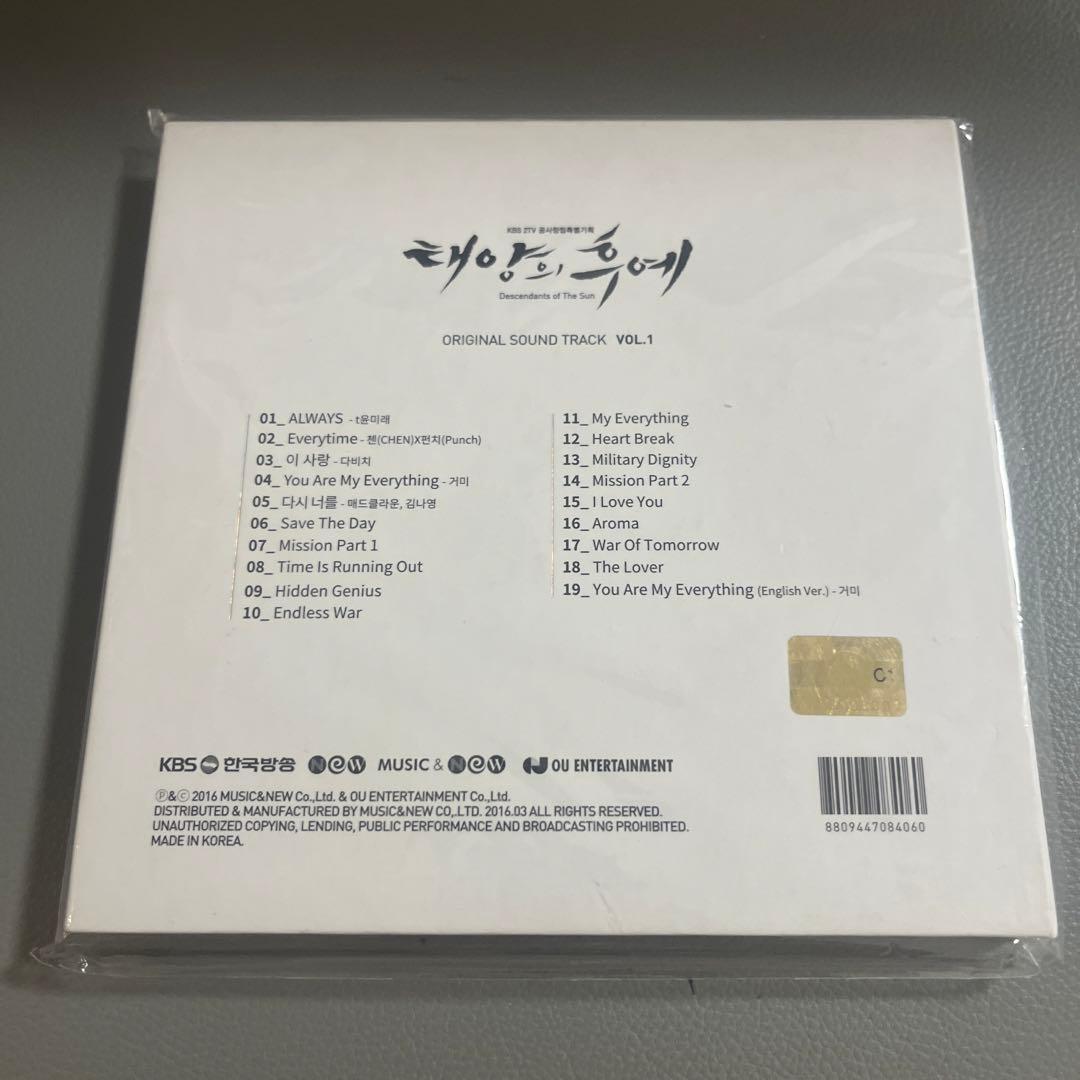 KBS 2TV 공사창립특별기획
태양의 후예
Descendants of The Sun
ORIGINAL SOUND TRACK VOL.1
01_ ALWAYS - t윤미래
02_ Everytime - 첸(CHEN)X펀치(Punch)
03_ 이 사랑 - 다비치
04_ You Are My Everything - 거미
05_ 다시 너를 - 매드클라운, 김나영
06_ Save The Day
07_ Mission Part 1
08_ Time Is Running Out
09_ Hidden Genius
10_ Endless War
11_ My Everything
12_ Heart Break
13_ Military Dignity
14_ Mission Part 2
15_ I Love You
16_ Aroma
17_ War Of Tomorrow
18_ The Lover
19_ You Are My Everything (English Ver.) - 거미
KBS 한국방송 NEW MUSIC & NEW OU ENTERTAINMENT
Ⓟ&ⓒ 2016 MUSIC&NEW Co.,Ltd. & OU ENTERTAINMENT Co.,Ltd.
DISTRIBUTED & MANUFACTURED BY MUSIC&NEW CO,.LTD. 2016.03 ALL RIGHTS RESERVED.
UNAUTHORIZED COPYING, LENDING, PUBLIC PERFORMANCE AND BROADCASTING PROHIBITED.
MADE IN KOREA.
8809447084060